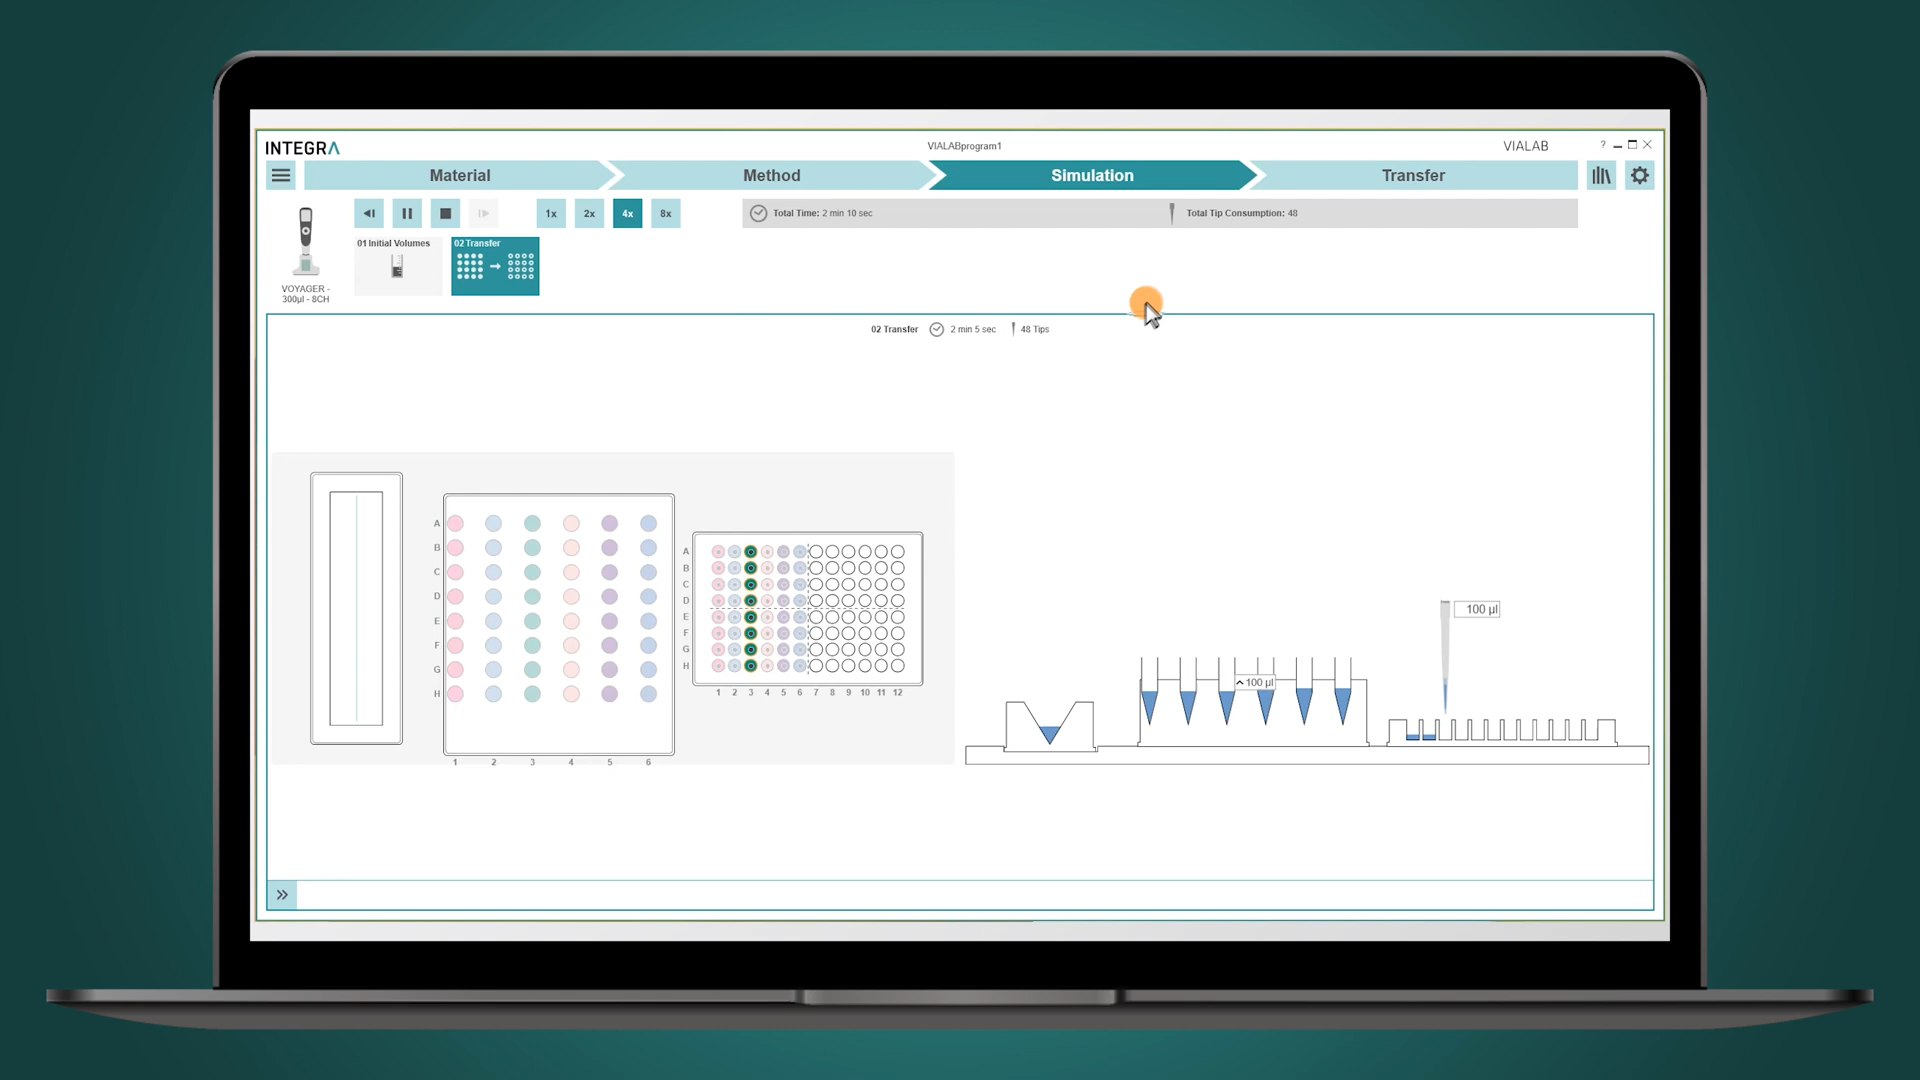 INTEGRA
VIALABprogram1
VIALAB
?
Material
Method
Simulation
Transfer
1x
2x
4x
8x
Total Time: 2 min 10 sec
Total Tip Consumption: 48
VOYAGER -
300µl - 8CH
01 Initial Volumes
02 Transfer
02 Transfer
2 min 5 sec
48 Tips
A
B
C
D
E
F
G
H
1 2 3 4 5 6
A
B
C
D
E
F
G
H
1 2 3 4 5 6 7 8 9 10 11 12
100 µl
100 µl